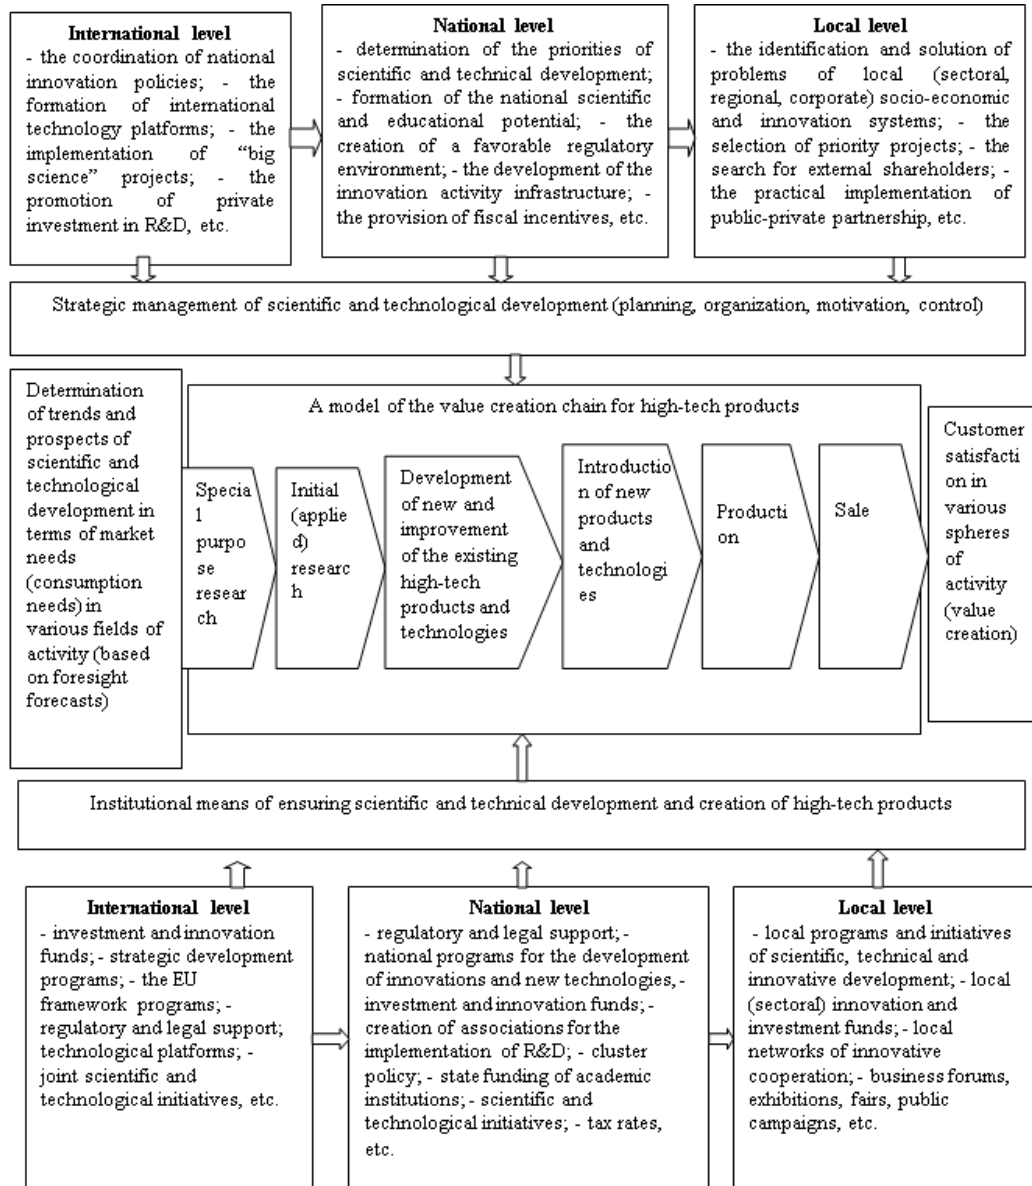 International level
- the coordination of national
innovation policies; - the
formation of international
technology platforms; - the
implementation of “big
science” projects; - the
promotion of private
investment in R&D, etc.
National level
- determination of the priorities of
scientific and technical development;
- formation of the national scientific
and educational potential; - the
creation of a favorable regulatory
environment; - the development of the
innovation activity infrastructure; -
the provision of fiscal incentives, etc.
Local level
- the identification and solution of
problems of local (sectoral,
regional, corporate) socio-economic
and innovation systems; - the
selection of priority projects; - the
search for external shareholders; -
the practical implementation of
public-private partnership, etc.
Strategic management of scientific and technological development (planning, organization, motivation, control)
Determination
of trends and
prospects of
scientific and
technological
development in
terms of market
needs
(consumption
needs) in
various fields of
activity (based
on foresight
forecasts)
A model of the value creation chain for high-tech products
Specia
l
purpo
se
resear
ch
Initial
(applie
d)
researc
h
Development
of new and
improvement
of the existing
high-tech
products and
technologies
Introductio
n of new
products
and
technologi
es
Producti
on
Sale
Customer
satisfacti
on in
various
spheres
of
activity
(value
creation)
Institutional means of ensuring scientific and technical development and creation of high-tech products
International level
- investment and innovation
funds; - strategic development
programs; - the EU
framework programs; -
regulatory and legal support;
technological platforms; -
joint scientific and
technological initiatives, etc.
National level
- regulatory and legal support; -
national programs for the
development of innovations and
new technologies, -
investment and innovation funds; -
creation of associations for the
implementation of R&D; - cluster
policy; - state funding of academic
institutions; - scientific and
technological initiatives; - tax rates,
etc.
Local level
- local programs and initiatives
of scientific, technical and
innovative development; - local
(sectoral) innovation and
investment funds; - local
networks of innovative
cooperation; - business forums,
exhibitions, fairs, public
campaigns, etc.